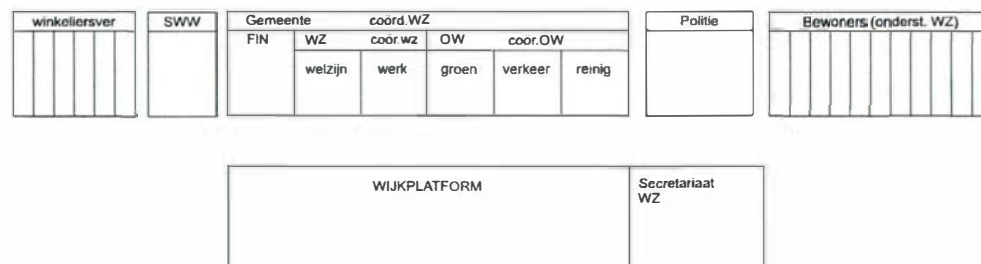 winkeliersver
SWW
Gemeente coörd.WZ
Politie
Bewoners (onderst. WZ)
FIN WZ coör.wz OW coor.OW
welzijn werk groen verkeer reinig
WIJKPLATFORM
Secretariaat
WZ